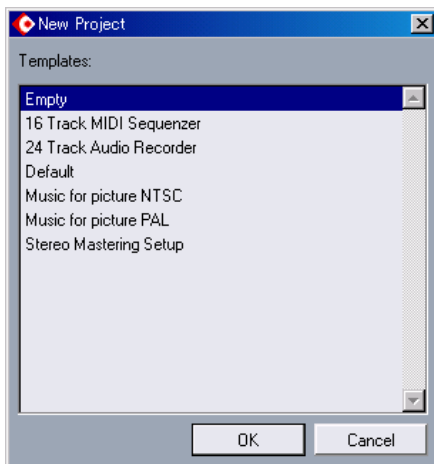 New Project
Templates:
Empty
16 Track MIDI Sequenzer
24 Track Audio Recorder
Default
Music for picture NTSC
Music for picture PAL
Stereo Mastering Setup
OK
Cancel